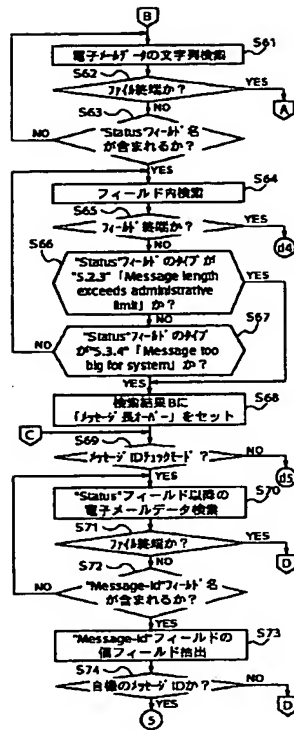 B
S61
電子メールデータの文字列検索
S62
ファイル終端か?
YES
A
S63
NO
NO
"Status"フィールド名
が含まれるか?
YES
S64
フィールド内検索
S65
フィールド終端か?
YES
d4
S66
NO
"Status"フィールドのタイプが
"5.2.3"「Message length
exceeds administrative
limit」か?
YES
NO
S67
"Status"フィールドのタイプ
が"5.3.4"「Message too
big for system」か?
NO
YES
S68
検索結果Bに
「メッセージ長オーバー」をセット
C
S69
メッセージIDチェックモード?
NO
d5
YES
S70
"Status"フィールド以降の
電子メールデータ検索
S71
ファイル終端か?
YES
D
S72
NO
NO
"Message-Id"フィールド名
が含まれるか?
YES
S73
"Message-Id"フィールドの
値フィールド抽出
S74
自機のメッセージIDか?
NO
D
YES
5